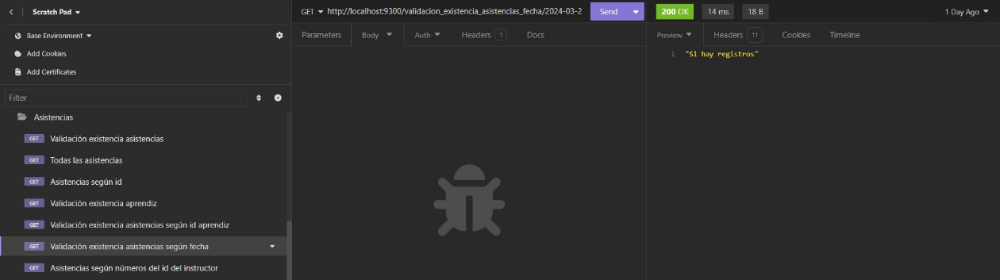 Scratch Pad
Base Environment
Add Cookies
Add Certificates
Filter
Asistencias
GET Validación existencia asistencias
GET Todas las asistencias
GET Asistencias según id
GET Validación existencia aprendiz
GET Validación existencia asistencias según id aprendiz
GET Validación existencia asistencias según fecha
GET Asistencias según números del id del instructor
GET http://localhost:9300/validacion_existencia_asistencias_fecha/2024-03-2 Send
Parameters Body Auth Headers 1 Docs
200 OK 14 ms 18 B 1 Day Ago
Preview Headers 11 Cookies Timeline
1 "Si hay registros"